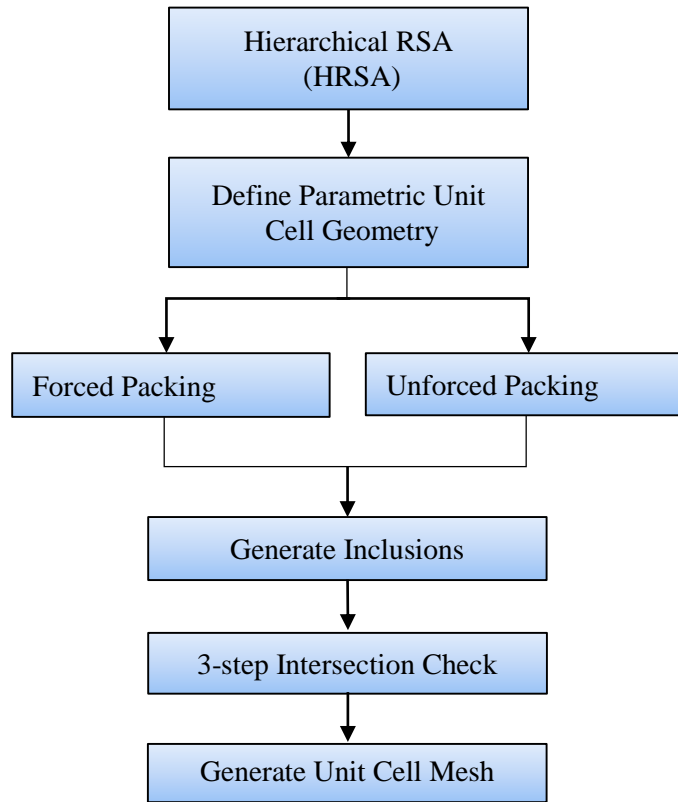 Hierarchical RSA
(HRSA)
Define Parametric Unit
Cell Geometry
Forced Packing
Unforced Packing
Generate Inclusions
3-step Intersection Check
Generate Unit Cell Mesh